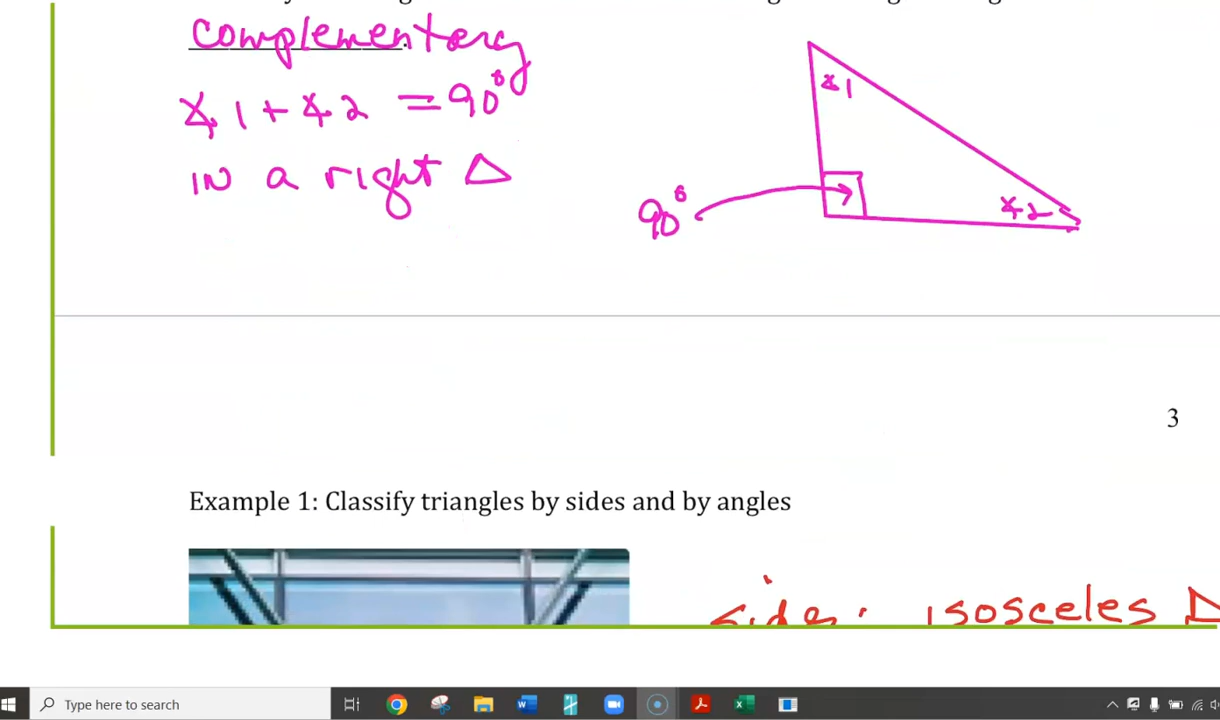 complementary
∡1 + ∡2 = 90°
in a right △
∡1
90°
∡2
3
Example 1: Classify triangles by sides and by angles
side: isosceles △
Type here to search